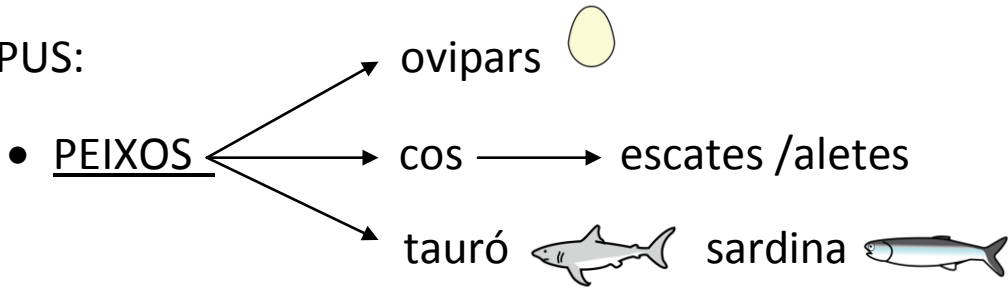 PUS:
ovipars
• PEIXOS
cos escates /aletes
tauró sardina